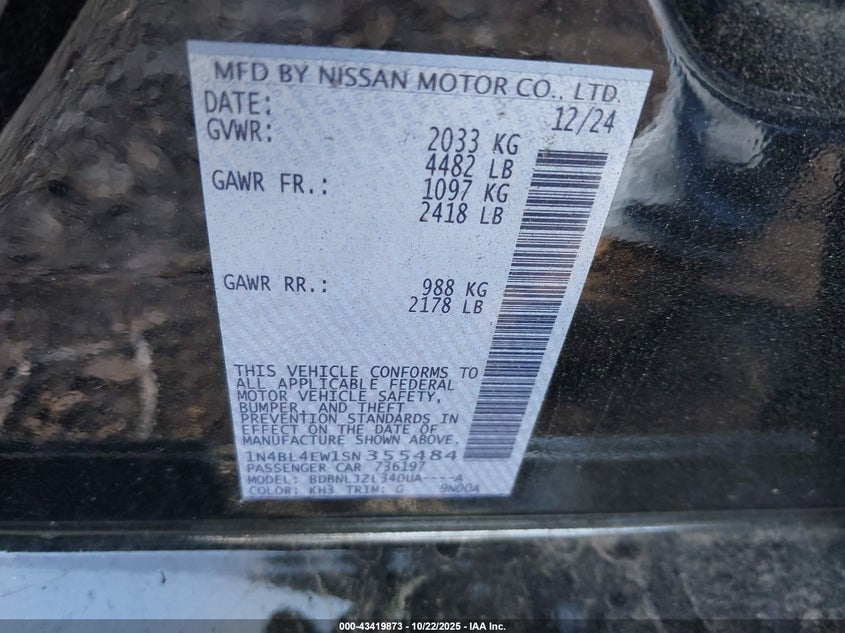 MFD BY NISSAN MOTOR CO., LTD.
DATE: 12/24
GVWR: 2033 KG
4482 LB
GAWR FR.: 1097 KG
2418 LB
GAWR RR.: 988 KG
2178 LB
THIS VEHICLE CONFORMS TO
ALL APPLICABLE FEDERAL
MOTOR VEHICLE SAFETY,
BUMPER, AND THEFT
PREVENTION STANDARDS IN
EFFECT ON THE DATE OF
MANUFACTURE SHOWN ABOVE.
1N4BL4EW1SN355484
PASSENGER CAR 736197
MODEL: BDBNLJZL34DUA----A
COLOR: KH3 TRIM: G 9N00A
000-43419873 | 10/22/2025 - IAA Inc.